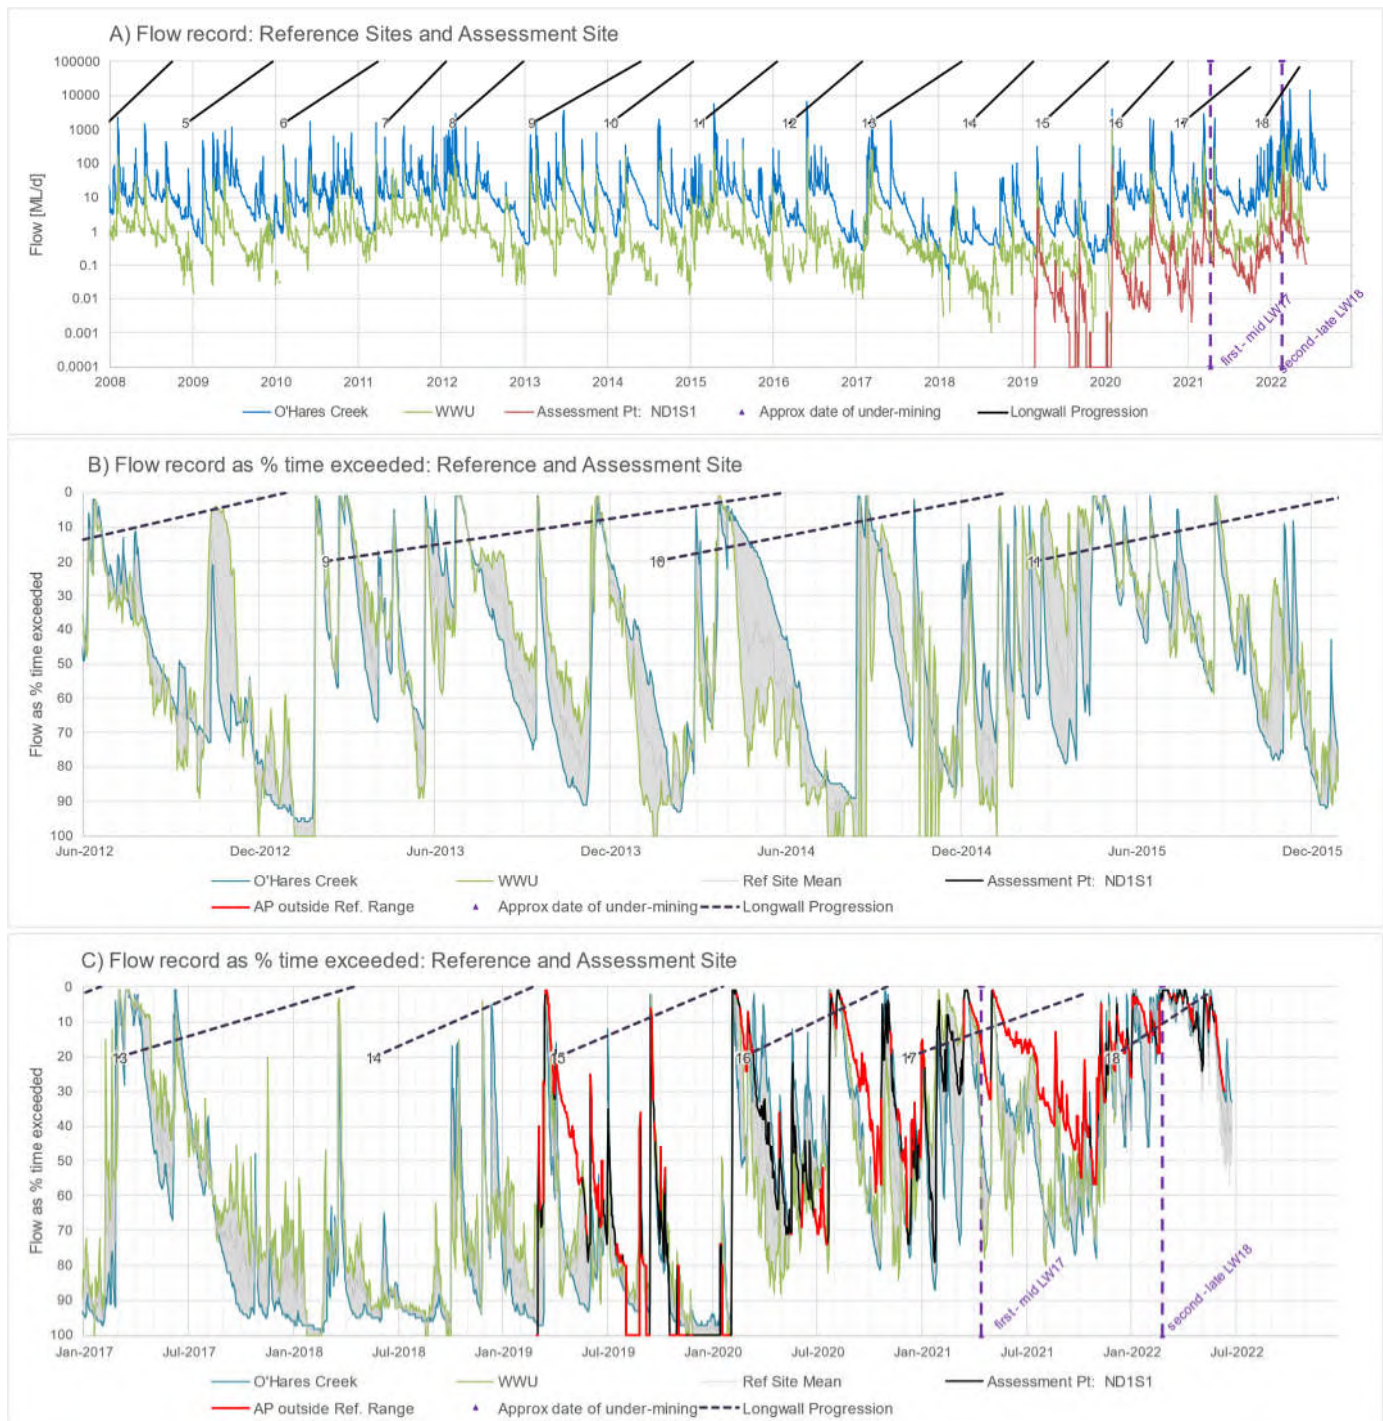 A) Flow record: Reference Sites and Assessment Site
100000
10000
1000
100
10
1
0.1
0.01
0.001
0.0001
Flow [ML/d]
5 6 7 8 9 10 11 12 13 14 15 16 17 18
first - mid LW17
second - late LW18
2008 2009 2010 2011 2012 2013 2014 2015 2016 2017 2018 2019 2020 2021 2022
O'Hares Creek WWU Assessment Pt: ND1S1 Approx date of under-mining Longwall Progression
B) Flow record as % time exceeded: Reference and Assessment Site
0
10
20
30
40
50
60
70
80
90
100
Flow as % time exceeded
9 10 11
Jun-2012 Dec-2012 Jun-2013 Dec-2013 Jun-2014 Dec-2014 Jun-2015 Dec-2015
O'Hares Creek WWU Ref Site Mean Assessment Pt: ND1S1
AP outside Ref. Range Approx date of under-mining Longwall Progression
C) Flow record as % time exceeded: Reference and Assessment Site
0
10
20
30
40
50
60
70
80
90
100
Flow as % time exceeded
13 14 15 16 17 18
first - mid LW17
second - late LW18
Jan-2017 Jul-2017 Jan-2018 Jul-2018 Jan-2019 Jul-2019 Jan-2020 Jul-2020 Jan-2021 Jul-2021 Jan-2022 Jul-2022
O'Hares Creek WWU Ref Site Mean Assessment Pt: ND1S1
AP outside Ref. Range Approx date of under-mining Longwall Progression